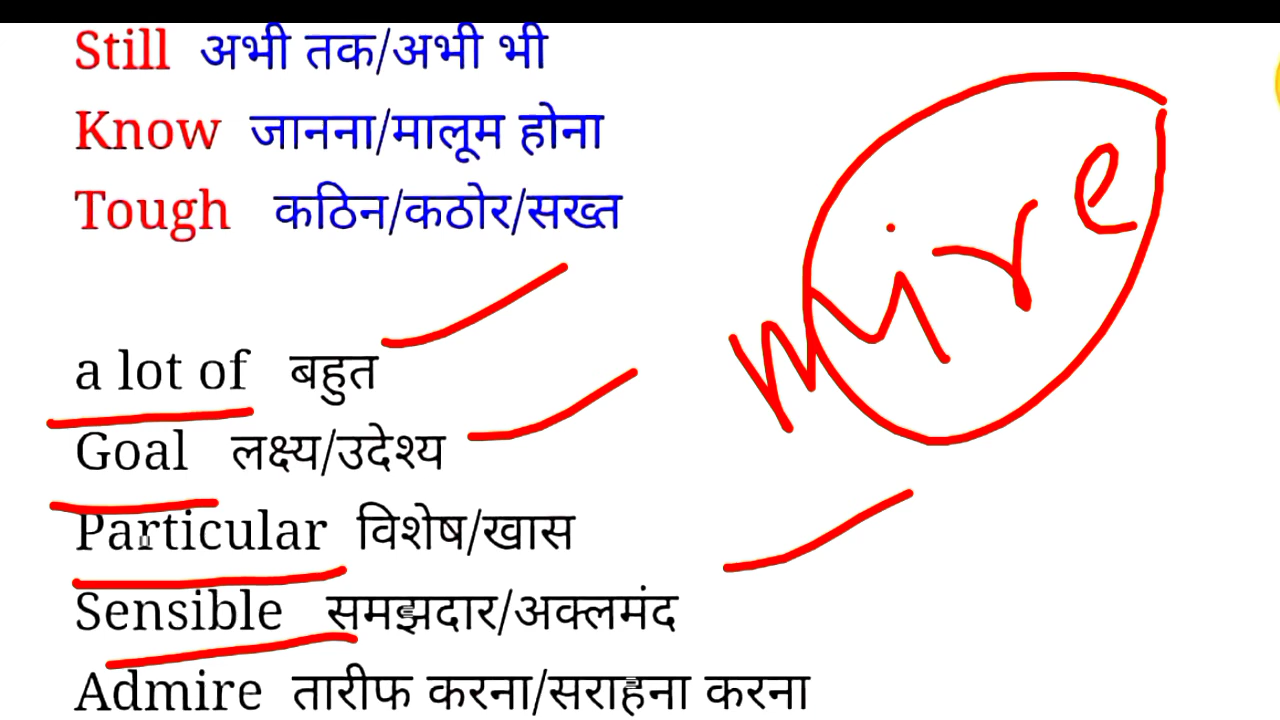 Still अभी तक/अभी भी
Know जानना/मालूम होना
Tough कठिन/कठोर/सख्त
mire
a lot of बहुत
Goal लक्ष्य/उदेश्य
Particular विशेष/खास
Sensible समझदार/अक्लमंद
Admire तारीफ करना/सराहना करना